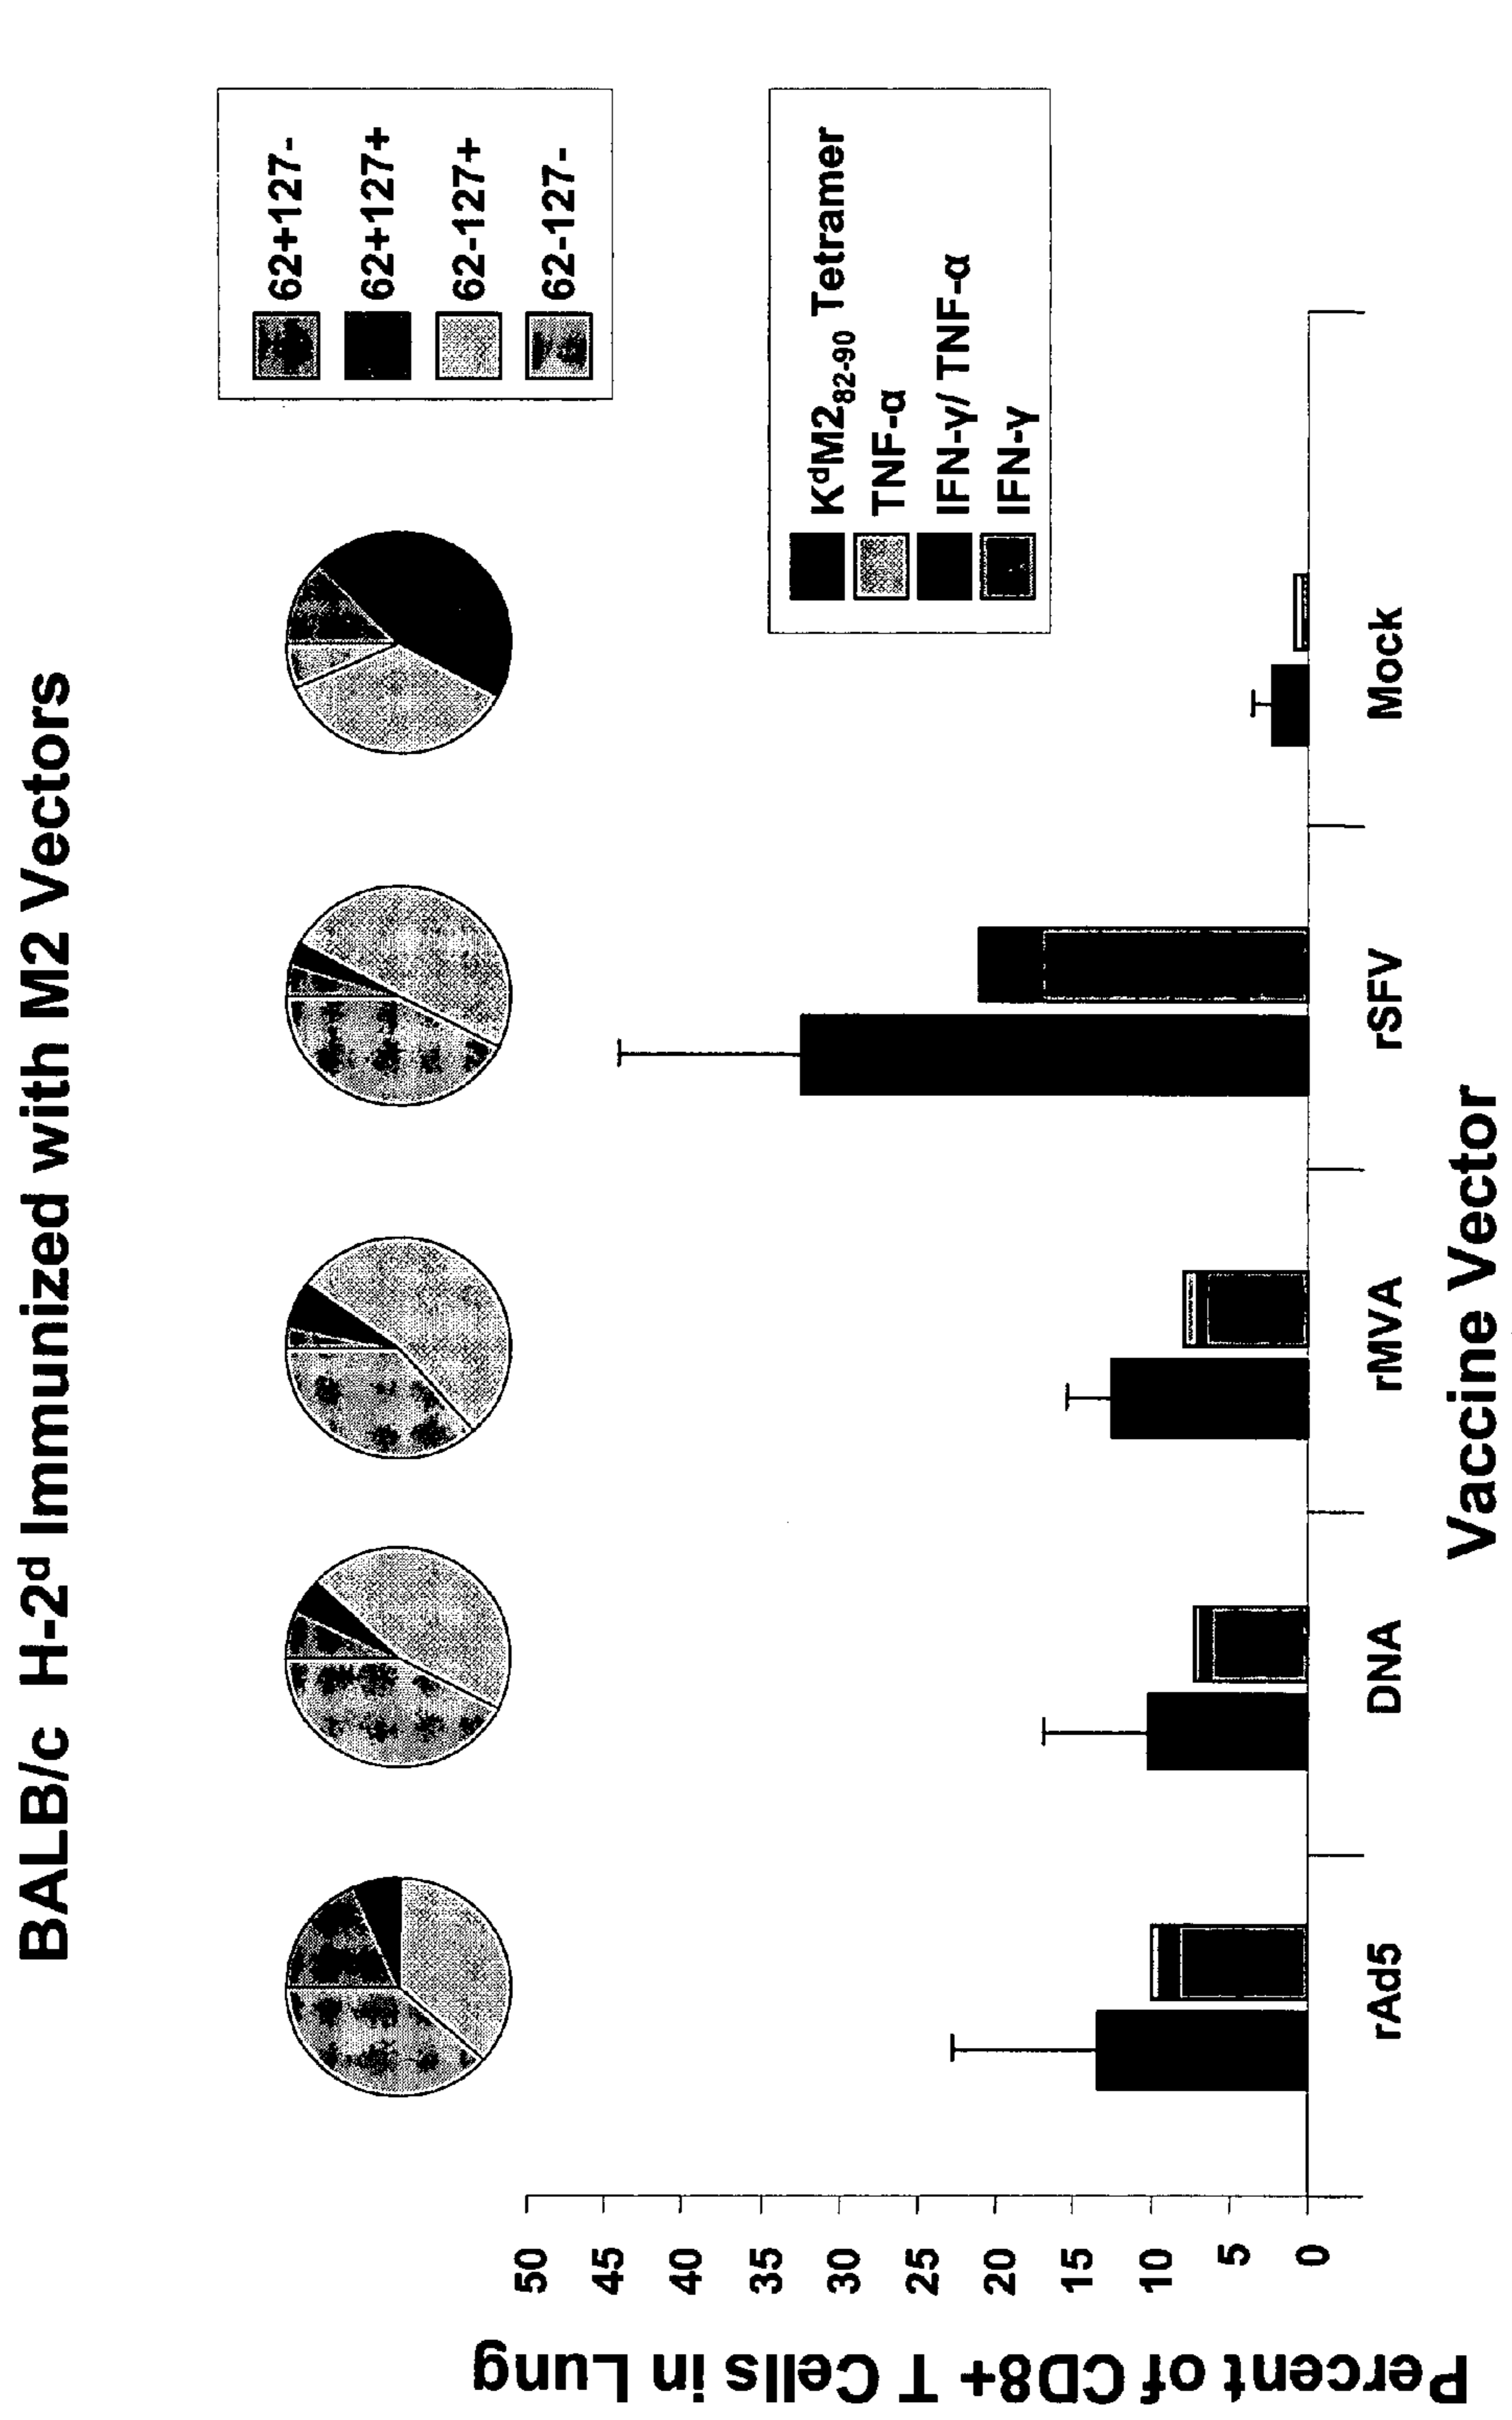 BALB/c H-2ᵈ Immunized with M2 Vectors
62+127-
62+127+
62-127+
62-127-
KᵈM2₈₂₋₉₀ Tetramer
TNF-α
IFN-γ/ TNF-α
IFN-γ
Percent of CD8+ T Cells in Lung
50
45
40
35
30
25
20
15
10
5
0
rAd5
DNA
rMVA
rSFV
Mock
Vaccine Vector